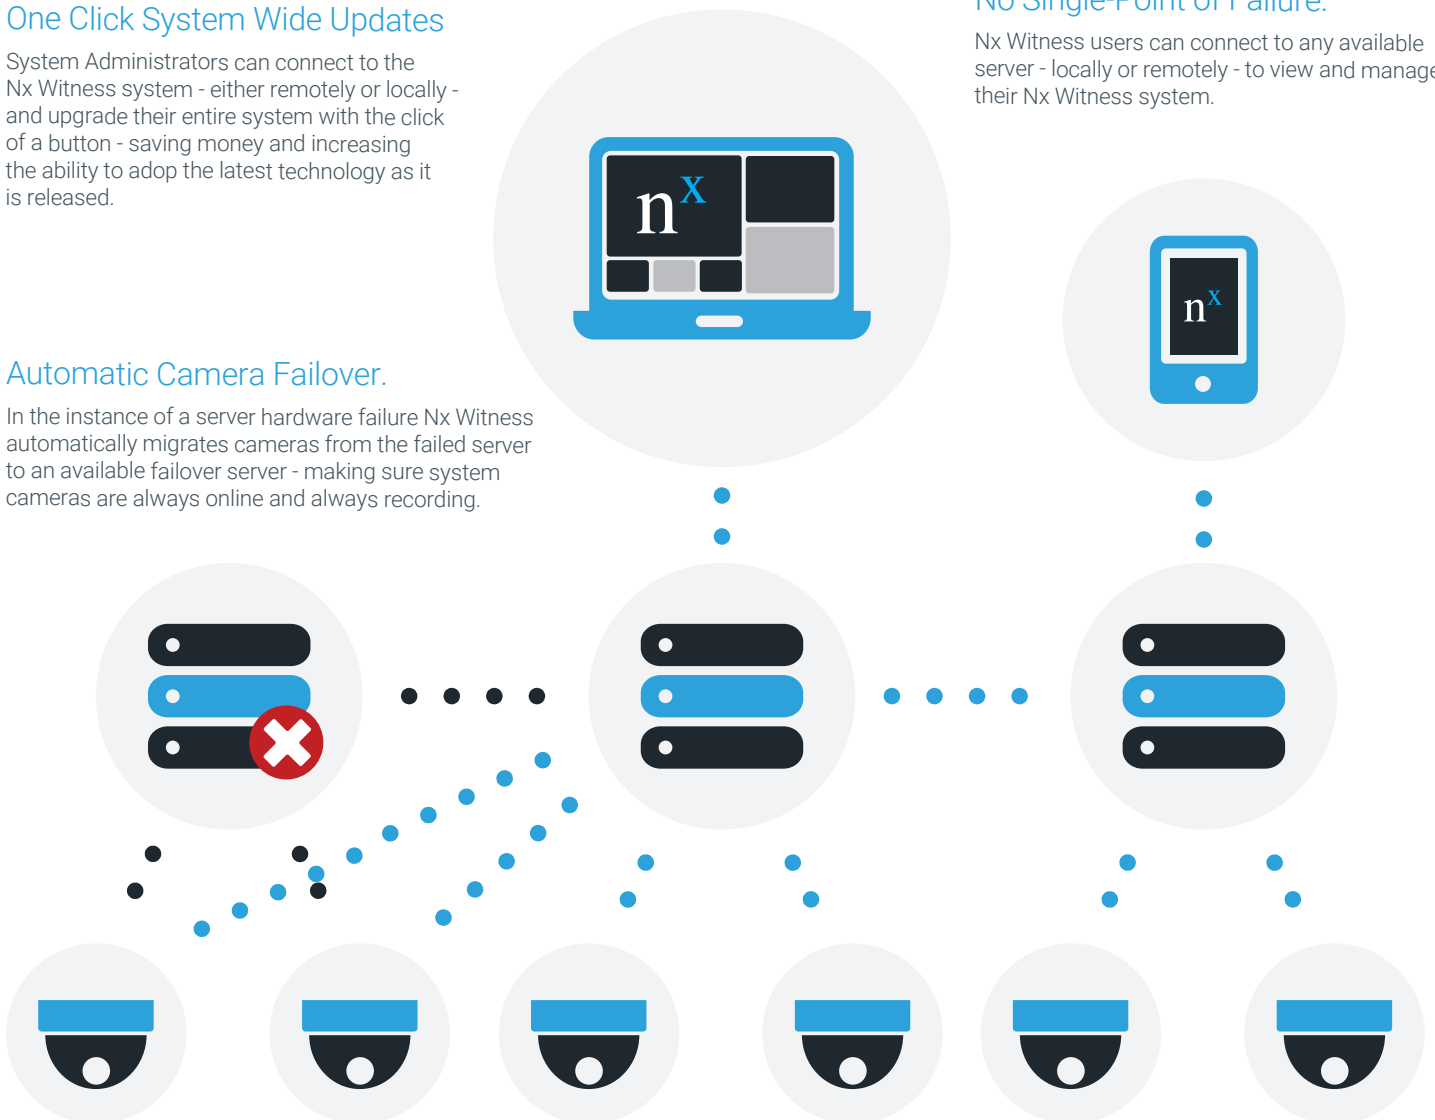 One Click System Wide Updates
System Administrators can connect to the
Nx Witness system - either remotely or locally -
and upgrade their entire system with the click
of a button - saving money and increasing
the ability to adop the latest technology as it
is released.
No Single-Point of Failure.
Nx Witness users can connect to any available
server - locally or remotely - to view and manage
their Nx Witness system.
nx
nx
Automatic Camera Failover.
In the instance of a server hardware failure Nx Witness
automatically migrates cameras from the failed server
to an available failover server - making sure system
cameras are always online and always recording.